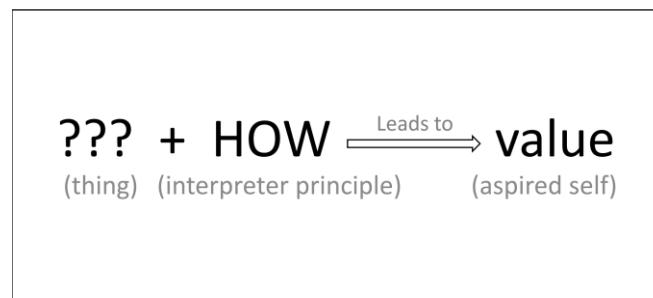 Leads to
??? + HOW value
(thing) (interpreter principle) (aspired self)